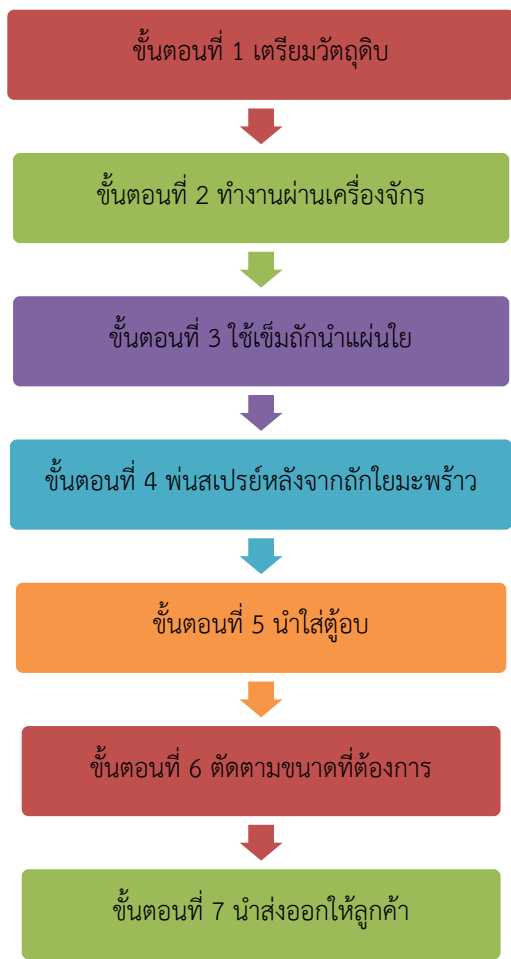 ขั้นตอนที่ 1 เตรียมวัตถุดิบ
ขั้นตอนที่ 2 ทำงานผ่านเครื่องจักร
ขั้นตอนที่ 3 ใช้เข็มถักนำแผ่นใย
ขั้นตอนที่ 4 พ่นสเปรย์หลังจากถักใยมะพร้าว
ขั้นตอนที่ 5 นำใส่ตู้อบ
ขั้นตอนที่ 6 ตัดตามขนาดที่ต้องการ
ขั้นตอนที่ 7 นำส่งออกให้ลูกค้า